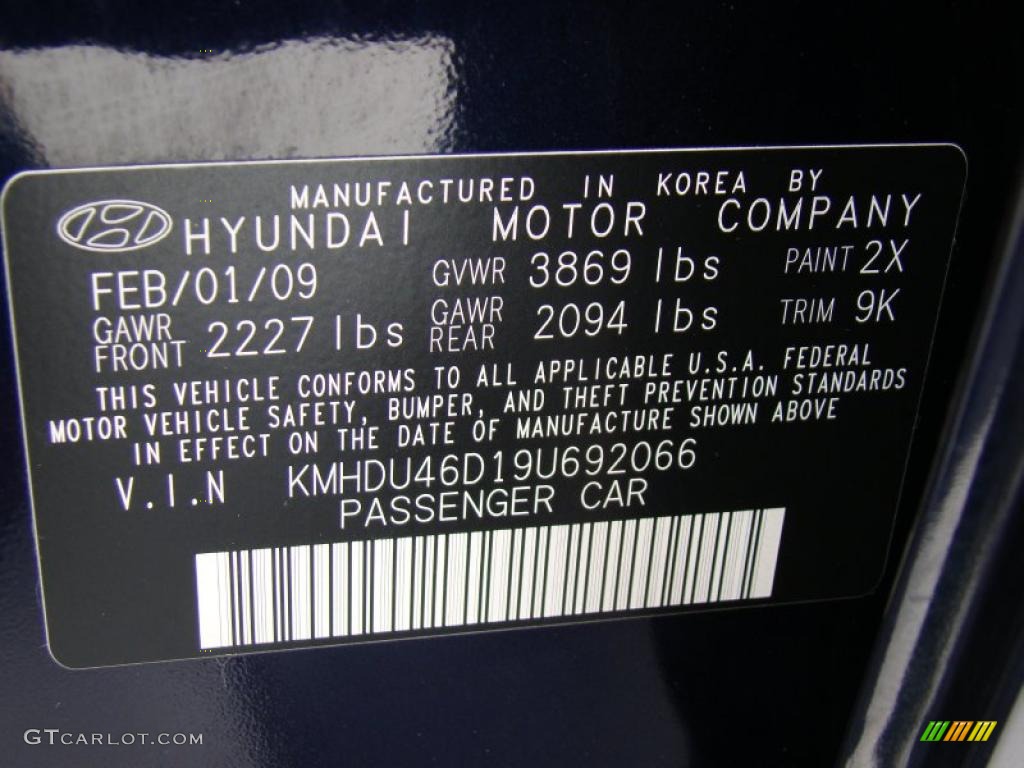 MANUFACTURED IN KOREA BY
HYUNDAI MOTOR COMPANY
FEB/01/09 GVWR 3869 lbs PAINT 2X
GAWR FRONT 2227 lbs GAWR REAR 2094 lbs TRIM 9K
THIS VEHICLE CONFORMS TO ALL APPLICABLE U.S.A. FEDERAL
MOTOR VEHICLE SAFETY, BUMPER, AND THEFT PREVENTION STANDARDS
IN EFFECT ON THE DATE OF MANUFACTURE SHOWN ABOVE
V.I.N KMHDU46D19U692066
PASSENGER CAR
GTCARLOT.COM